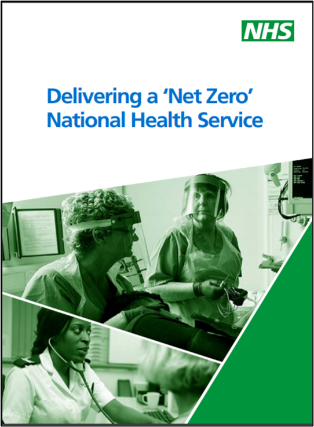 NHS
Delivering a ‘Net Zero’
National Health Service